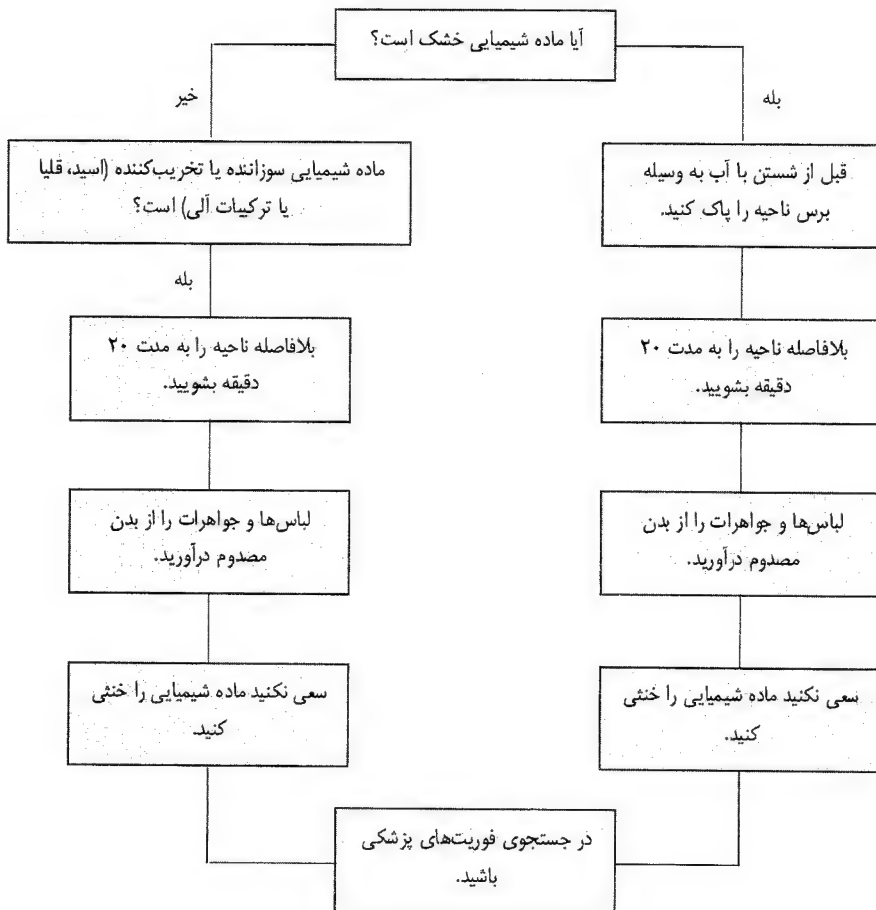 آیا ماده شیمیایی خشک است؟
بله
خیر
قبل از شستن با آب به وسیله
برس ناحیه را پاک کنید.
ماده شیمیایی سوزاننده یا تخریب‌کننده (اسید، قلیا
یا ترکیبات آلی) است؟
بله
بلافاصله ناحیه را به مدت ۲۰
دقیقه بشویید.
بلافاصله ناحیه را به مدت ۲۰
دقیقه بشویید.
لباس‌ها و جواهرات را از بدن
مصدوم درآورید.
لباس‌ها و جواهرات را از بدن
مصدوم درآورید.
سعی نکنید ماده شیمیایی را خنثی
کنید.
سعی نکنید ماده شیمیایی را خنثی
کنید.
در جستجوی فوریت‌های پزشکی
باشید.